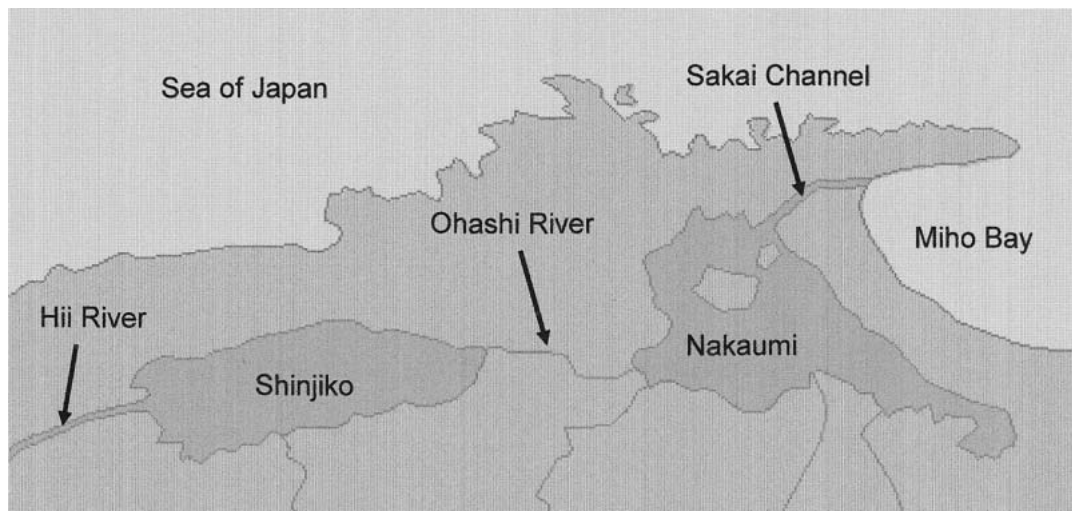 Sea of Japan
Sakai Channel
Ohashi River
Miho Bay
Hii River
Nakaumi
Shinjiko